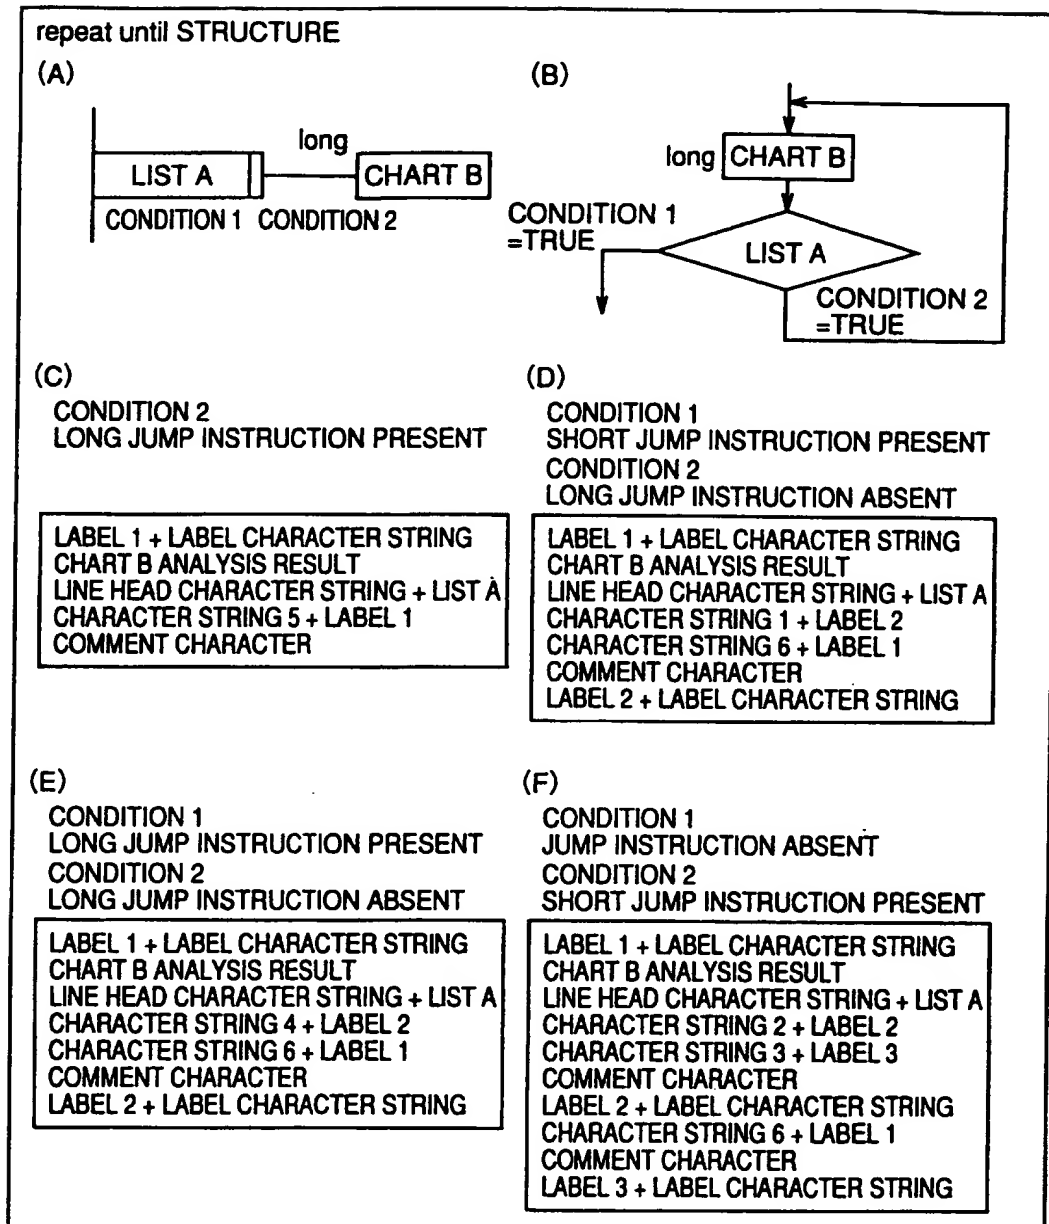 repeat until STRUCTURE
(A)
long
LIST A
CHART B
CONDITION 1 CONDITION 2
(B)
long CHART B
CONDITION 1
=TRUE
LIST A
CONDITION 2
=TRUE
(C)
CONDITION 2
LONG JUMP INSTRUCTION PRESENT
LABEL 1 + LABEL CHARACTER STRING
CHART B ANALYSIS RESULT
LINE HEAD CHARACTER STRING + LIST A
CHARACTER STRING 5 + LABEL 1
COMMENT CHARACTER
(D)
CONDITION 1
SHORT JUMP INSTRUCTION PRESENT
CONDITION 2
LONG JUMP INSTRUCTION ABSENT
LABEL 1 + LABEL CHARACTER STRING
CHART B ANALYSIS RESULT
LINE HEAD CHARACTER STRING + LIST A
CHARACTER STRING 1 + LABEL 2
CHARACTER STRING 6 + LABEL 1
COMMENT CHARACTER
LABEL 2 + LABEL CHARACTER STRING
(E)
CONDITION 1
LONG JUMP INSTRUCTION PRESENT
CONDITION 2
LONG JUMP INSTRUCTION ABSENT
LABEL 1 + LABEL CHARACTER STRING
CHART B ANALYSIS RESULT
LINE HEAD CHARACTER STRING + LIST A
CHARACTER STRING 4 + LABEL 2
CHARACTER STRING 6 + LABEL 1
COMMENT CHARACTER
LABEL 2 + LABEL CHARACTER STRING
(F)
CONDITION 1
JUMP INSTRUCTION ABSENT
CONDITION 2
SHORT JUMP INSTRUCTION PRESENT
LABEL 1 + LABEL CHARACTER STRING
CHART B ANALYSIS RESULT
LINE HEAD CHARACTER STRING + LIST A
CHARACTER STRING 2 + LABEL 2
CHARACTER STRING 3 + LABEL 3
COMMENT CHARACTER
LABEL 2 + LABEL CHARACTER STRING
CHARACTER STRING 6 + LABEL 1
COMMENT CHARACTER
LABEL 3 + LABEL CHARACTER STRING